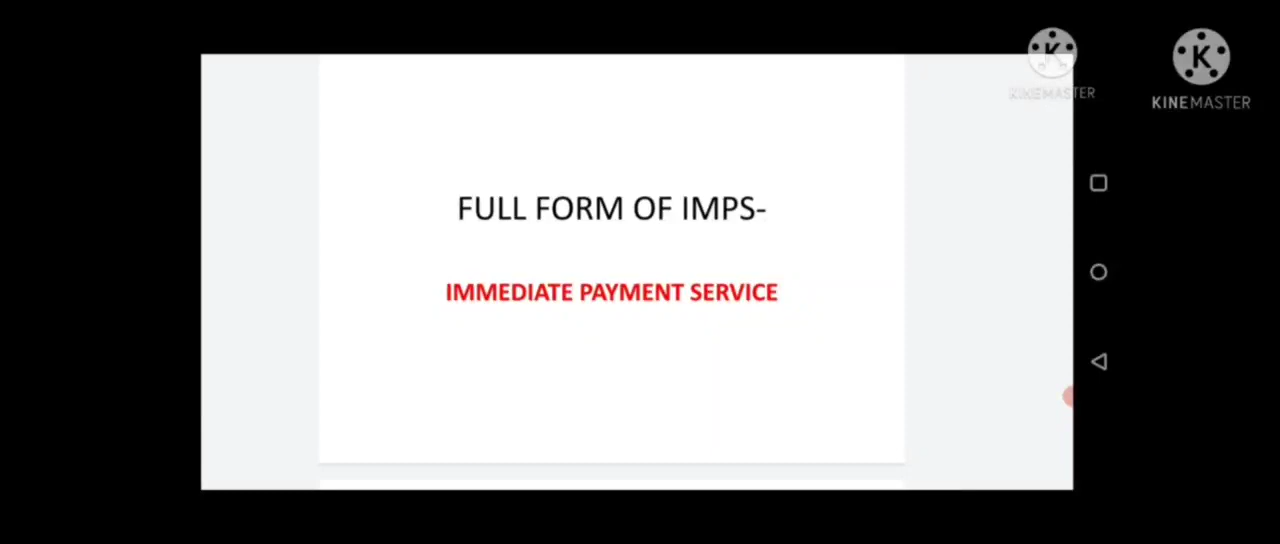 KINEMASTER
KINEMASTER
FULL FORM OF IMPS-
IMMEDIATE PAYMENT SERVICE